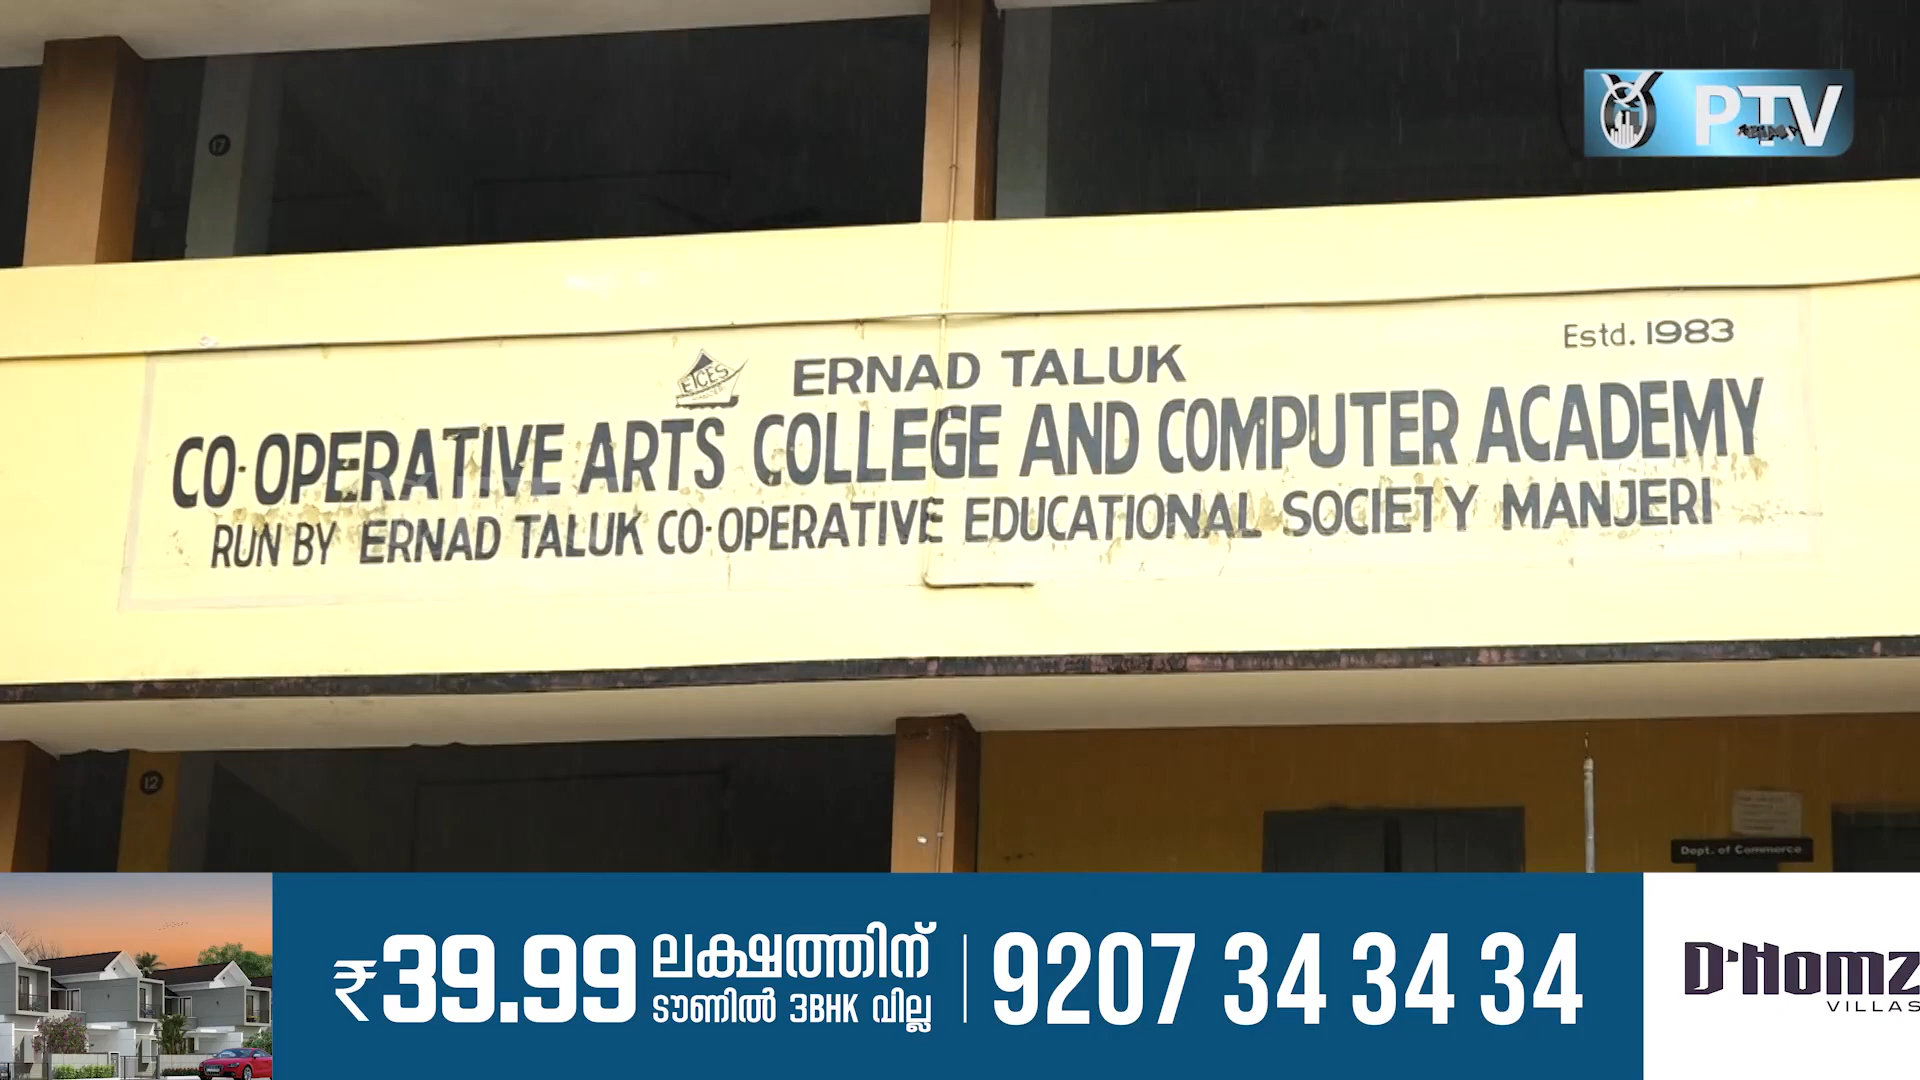 17
PTV
ETCES
ERNAD TALUK
Estd. 1983
CO-OPERATIVE ARTS COLLEGE AND COMPUTER ACADEMY
RUN BY ERNAD TALUK CO-OPERATIVE EDUCATIONAL SOCIETY MANJERI
12
Dept. of Commerce
₹39.99 ലക്ഷത്തിന്
ടൗണിൽ 3BHK വില്ല
9207 34 34 34
D'Homz
VILLAS